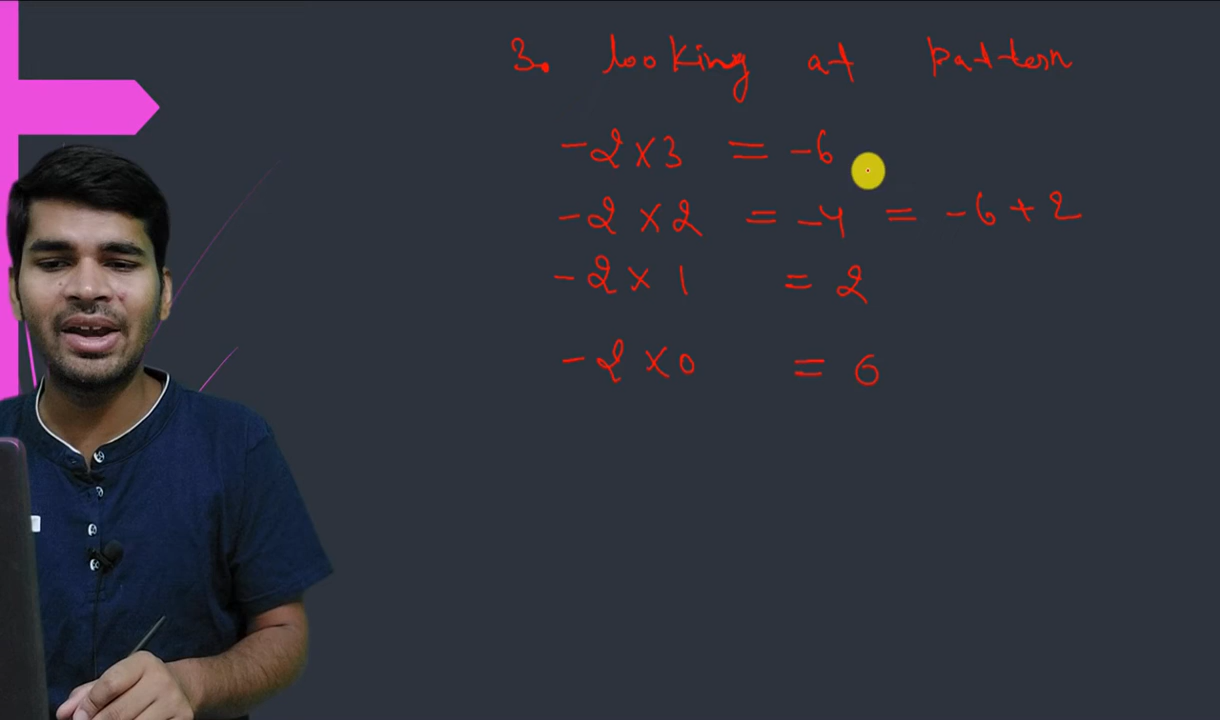 3. looking at pattern
-2 × 3 = -6
-2 × 2 = -4 = -6 + 2
-2 × 1 = 2
-2 × 0 = 0